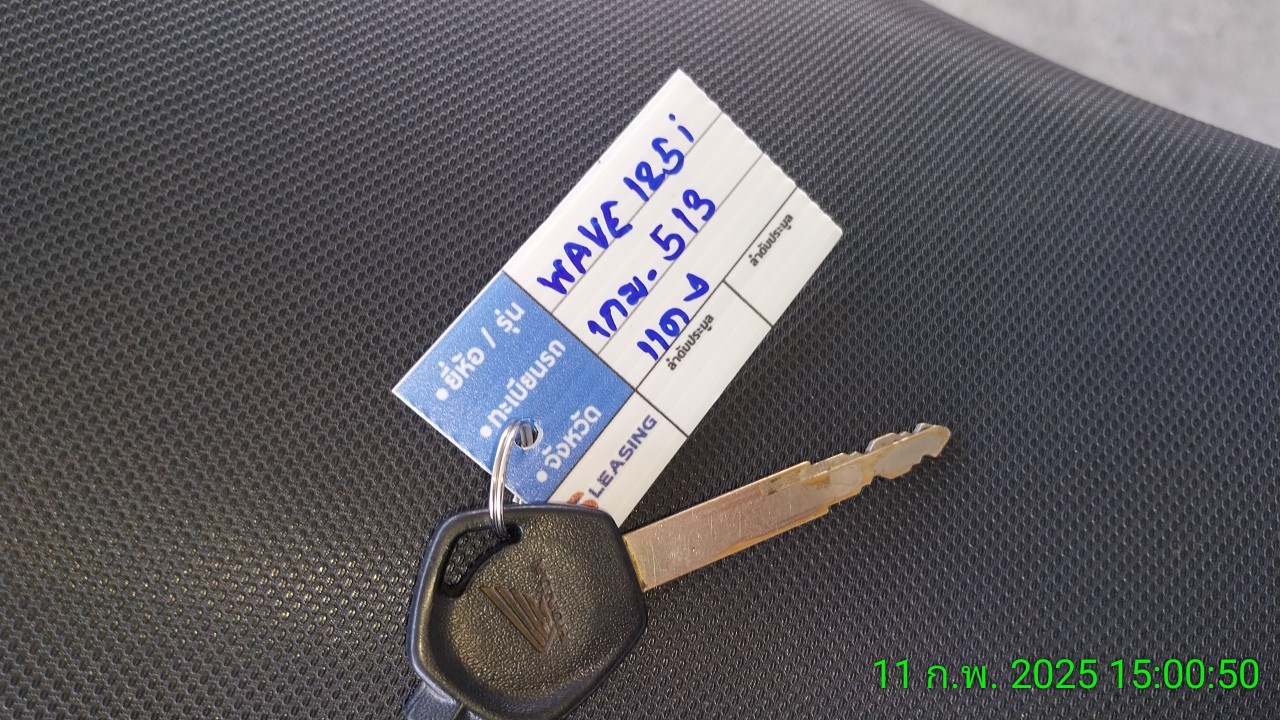 • ยี่ห้อ / รุ่น
WAVE 125 i
• ทะเบียนรถ
1กฆ. 513
• จังหวัด
แดง
ลำดับประมูล
ลำดับประมูล
LEASING
11 ก.พ. 2025 15:00:50